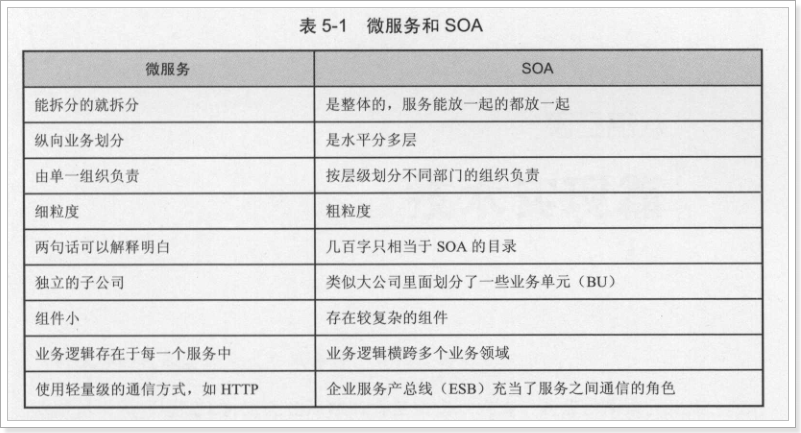 表 5-1 微服务和 SOA
微服务 SOA
能拆分的就拆分 是整体的，服务能放一起的都放一起
纵向业务划分 是水平分多层
由单一组织负责 按层级划分不同部门的组织负责
细粒度 粗粒度
两句话可以解释明白 几百字只相当于 SOA 的目录
独立的子公司 类似大公司里面划分了一些业务单元（BU）
组件小 存在较复杂的组件
业务逻辑存在于每一个服务中 业务逻辑横跨多个业务领域
使用轻量级的通信方式，如 HTTP 企业服务产总线（ESB）充当了服务之间通信的角色